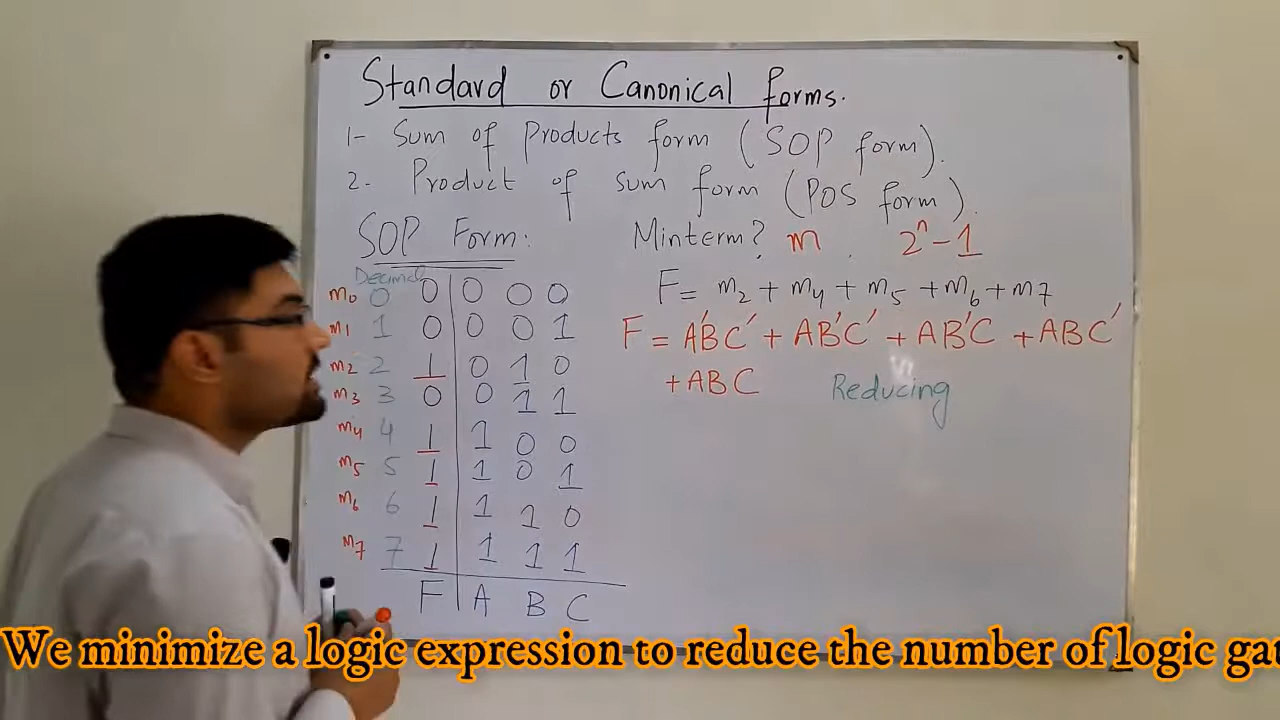 Standard or Canonical forms.
1- Sum of Products form (SOP form).
2- Product of sum form (POS form).
SOP Form:
Decimal
m0 0 0 0 0 0
m1 1 0 0 0 1
m2 2 1 0 1 0
m3 3 0 0 1 1
m4 4 1 1 0 0
m5 5 1 1 0 1
m6 6 1 1 1 0
m7 7 1 1 1 1
F A B C
Minterm? m . 2ⁿ-1
F = m2 + m4 + m5 + m6 + m7
F = A'BC' + AB'C' + AB'C + ABC'
+ ABC
Reducing
We minimize a logic expression to reduce the number of logic gat